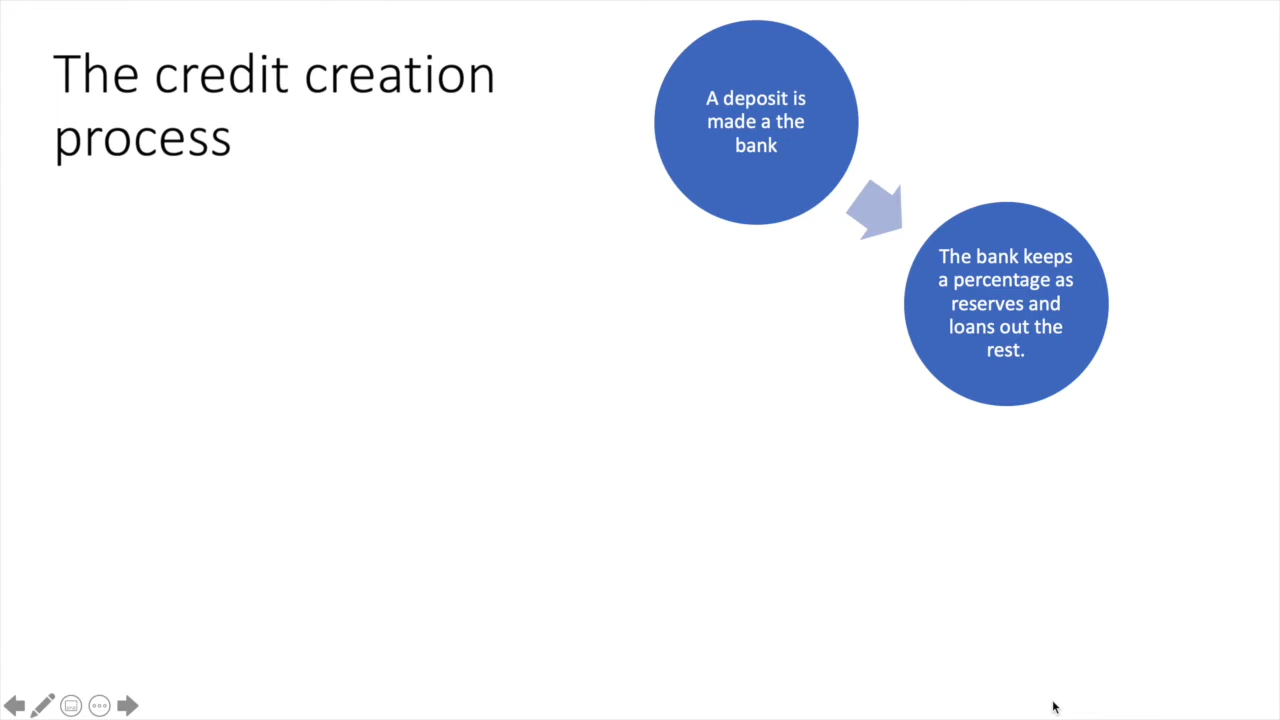 The credit creation
process
A deposit is
made a the
bank
The bank keeps
a percentage as
reserves and
loans out the
rest.